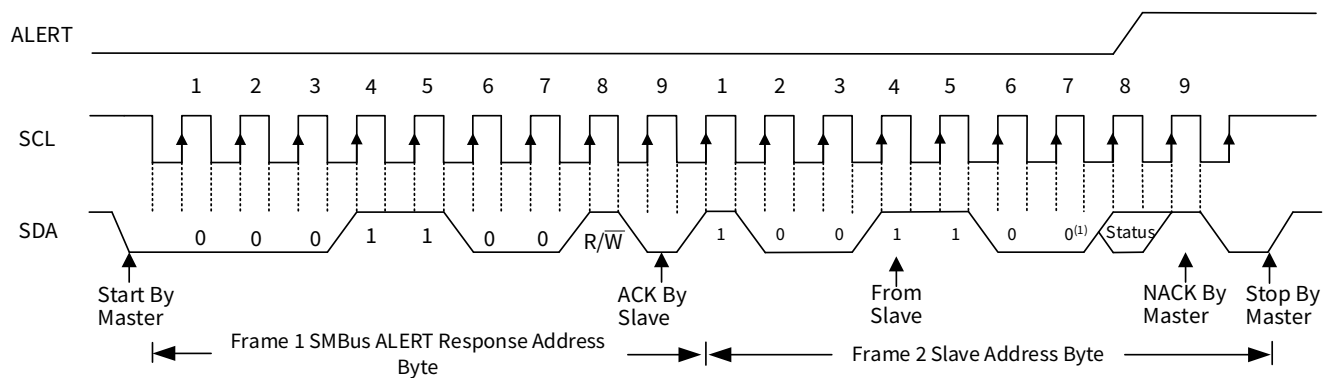 ALERT
1 2 3 4 5 6 7 8 9 1 2 3 4 5 6 7 8 9
SCL
SDA
0 0 0 1 1 0 0 R/W̅ 1 0 0 1 1 0 0(1) Status
Start By
Master
ACK By
Slave
From
Slave
NACK By
Master
Stop By
Master
Frame 1 SMBus ALERT Response Address
Byte
Frame 2 Slave Address Byte